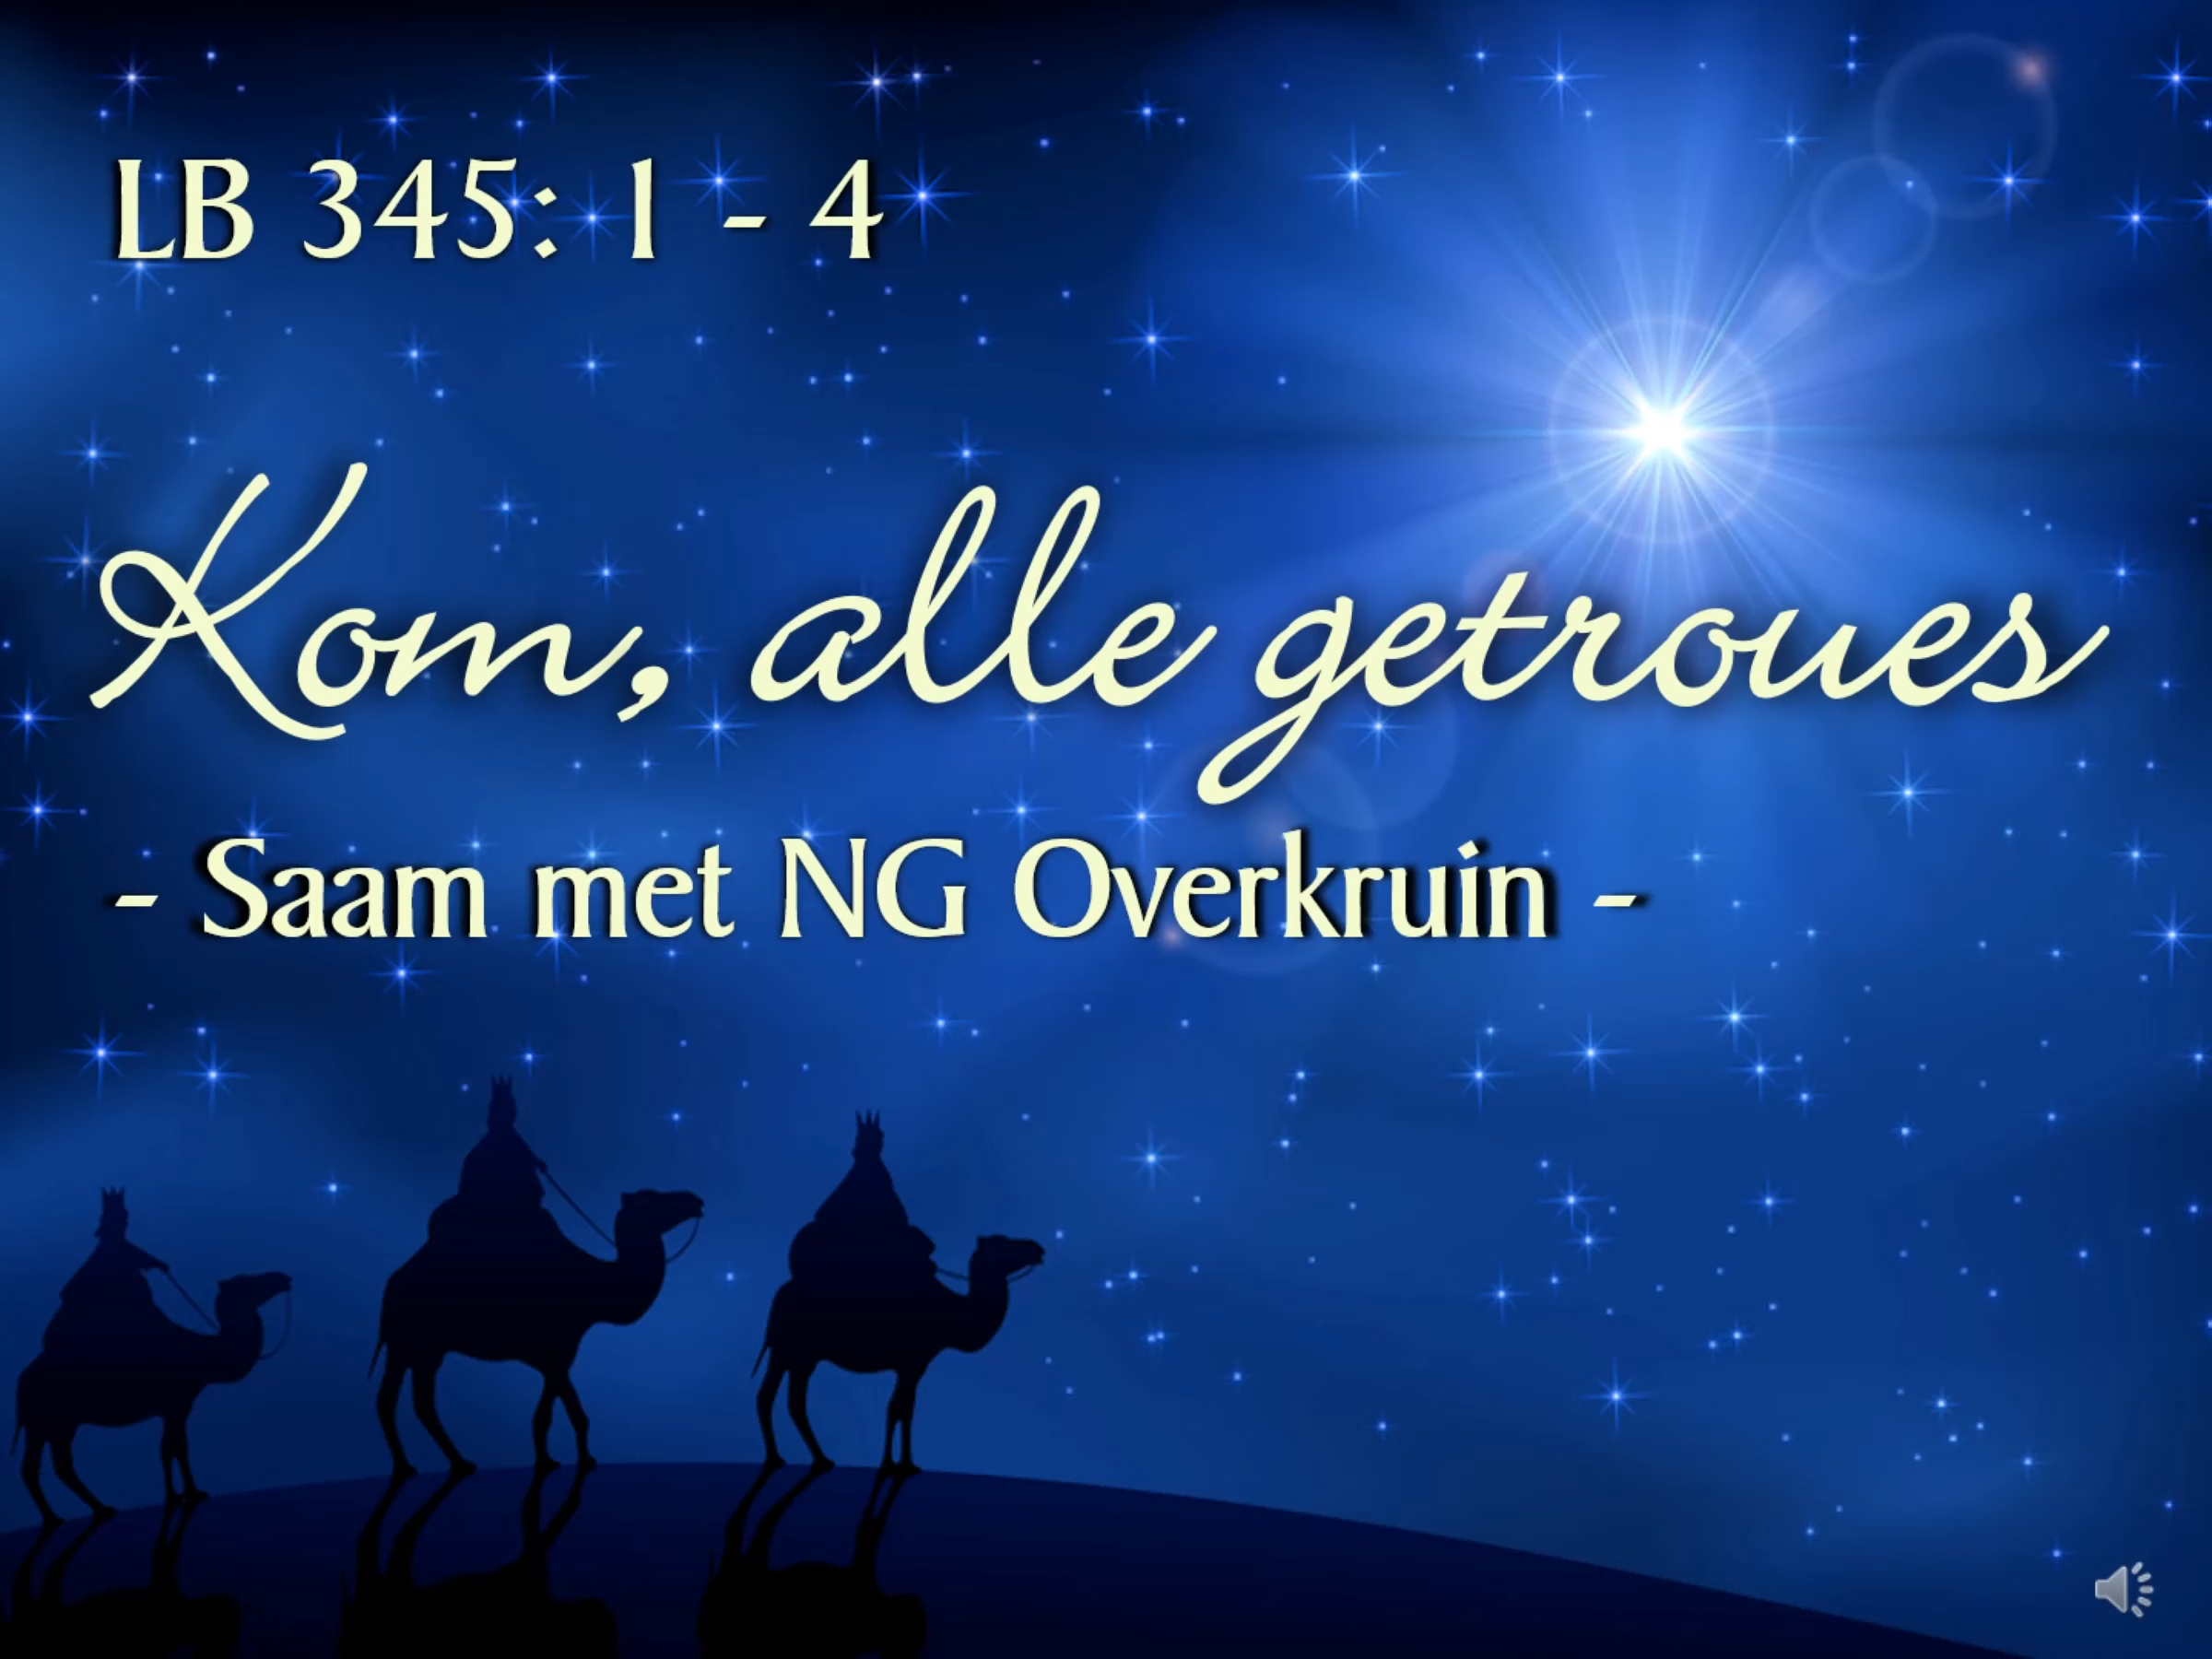 LB 345: 1 - 4
Kom, alle getroues
- Saam met NG Overkruin -